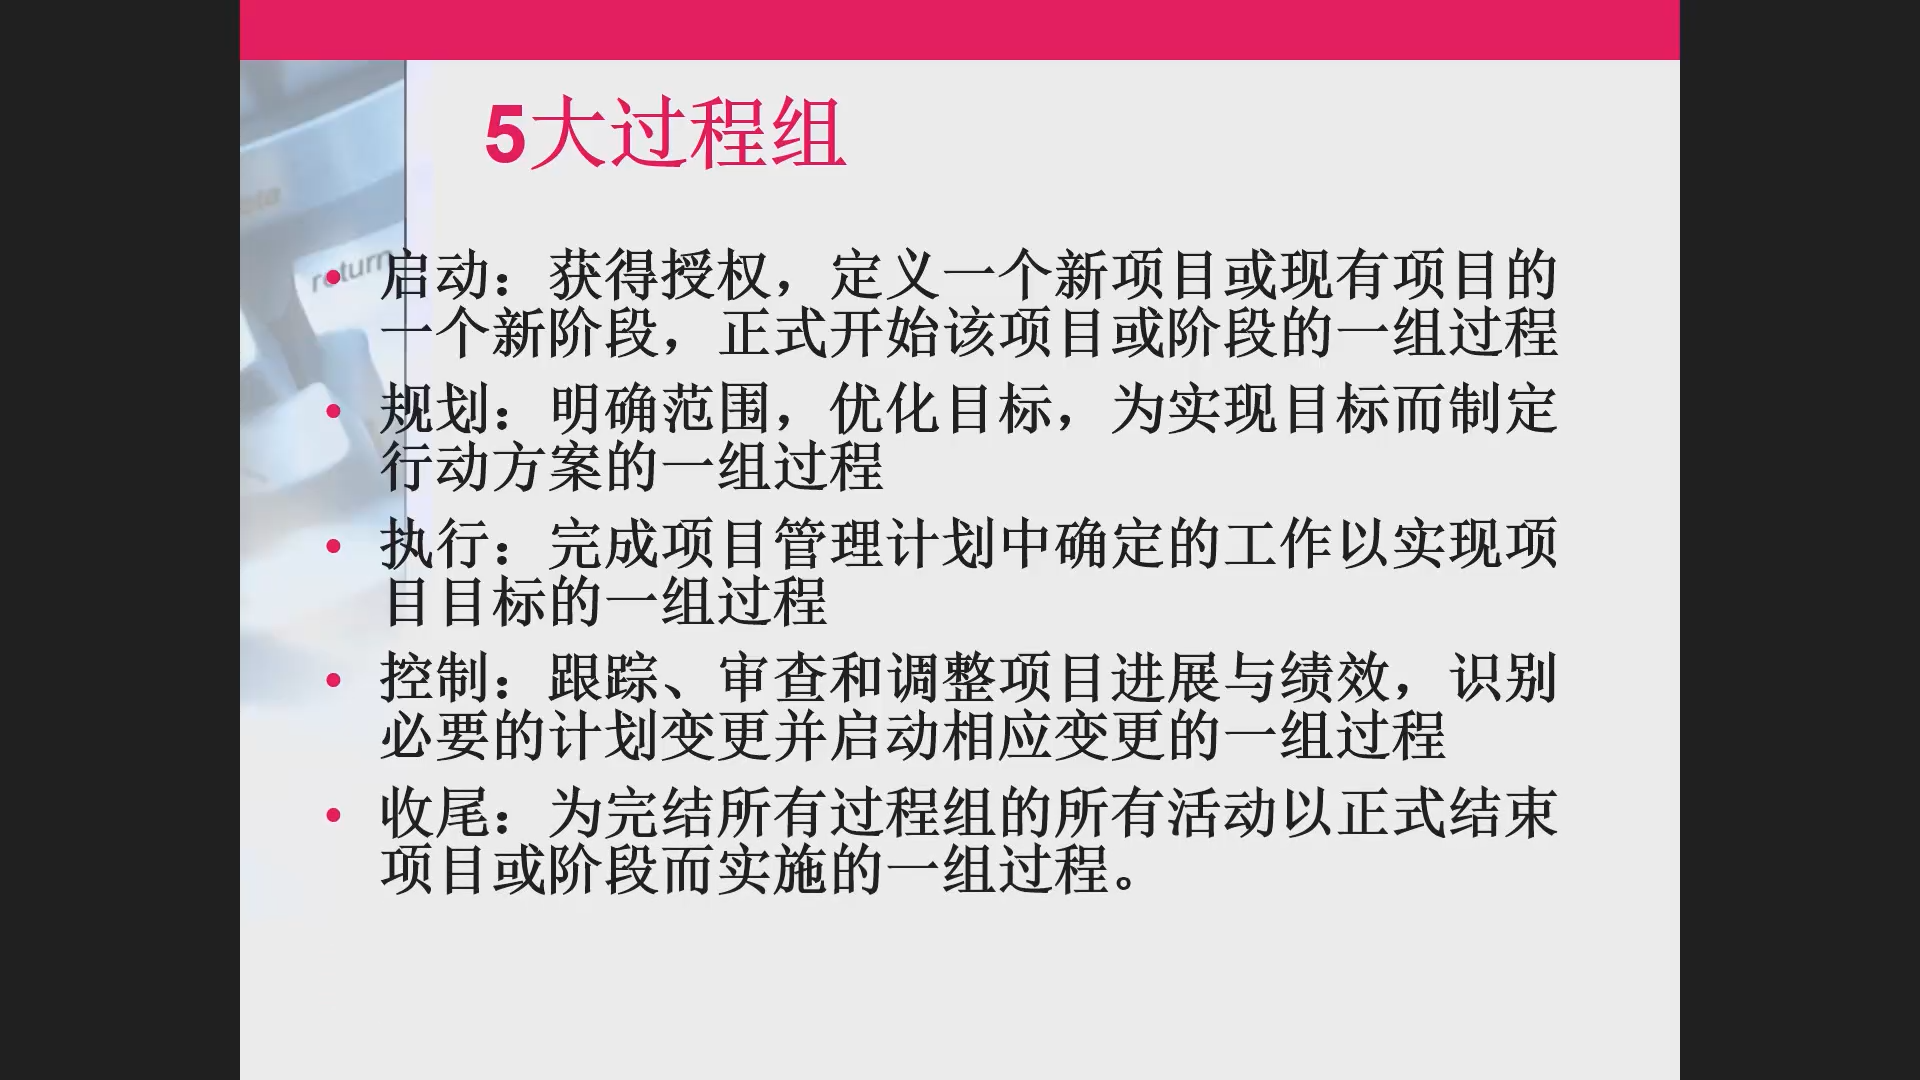 5大过程组
return
启动：获得授权，定义一个新项目或现有项目的
一个新阶段，正式开始该项目或阶段的一组过程
规划：明确范围，优化目标，为实现目标而制定
行动方案的一组过程
执行：完成项目管理计划中确定的工作以实现项
目目标的一组过程
控制：跟踪、审查和调整项目进展与绩效，识别
必要的计划变更并启动相应变更的一组过程
收尾：为完结所有过程组的所有活动以正式结束
项目或阶段而实施的一组过程。